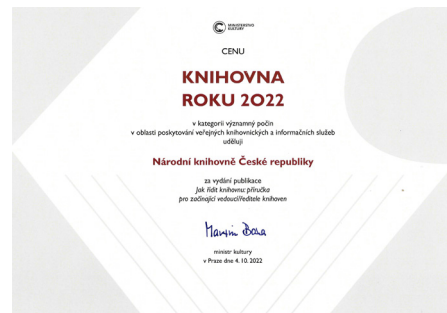 MINISTERSTVO
KULTURY
CENU
KNIHOVNA
ROKU 2022
v kategorii významný počin
v oblasti poskytování veřejných knihovnických a informačních služeb
uděluji
Národní knihovně České republiky
za vydání publikace
Jak řídit knihovnu: příručka
pro začínající vedoucí/ředitele knihoven
Martin Baxa
ministr kultury
v Praze dne 4. 10. 2022